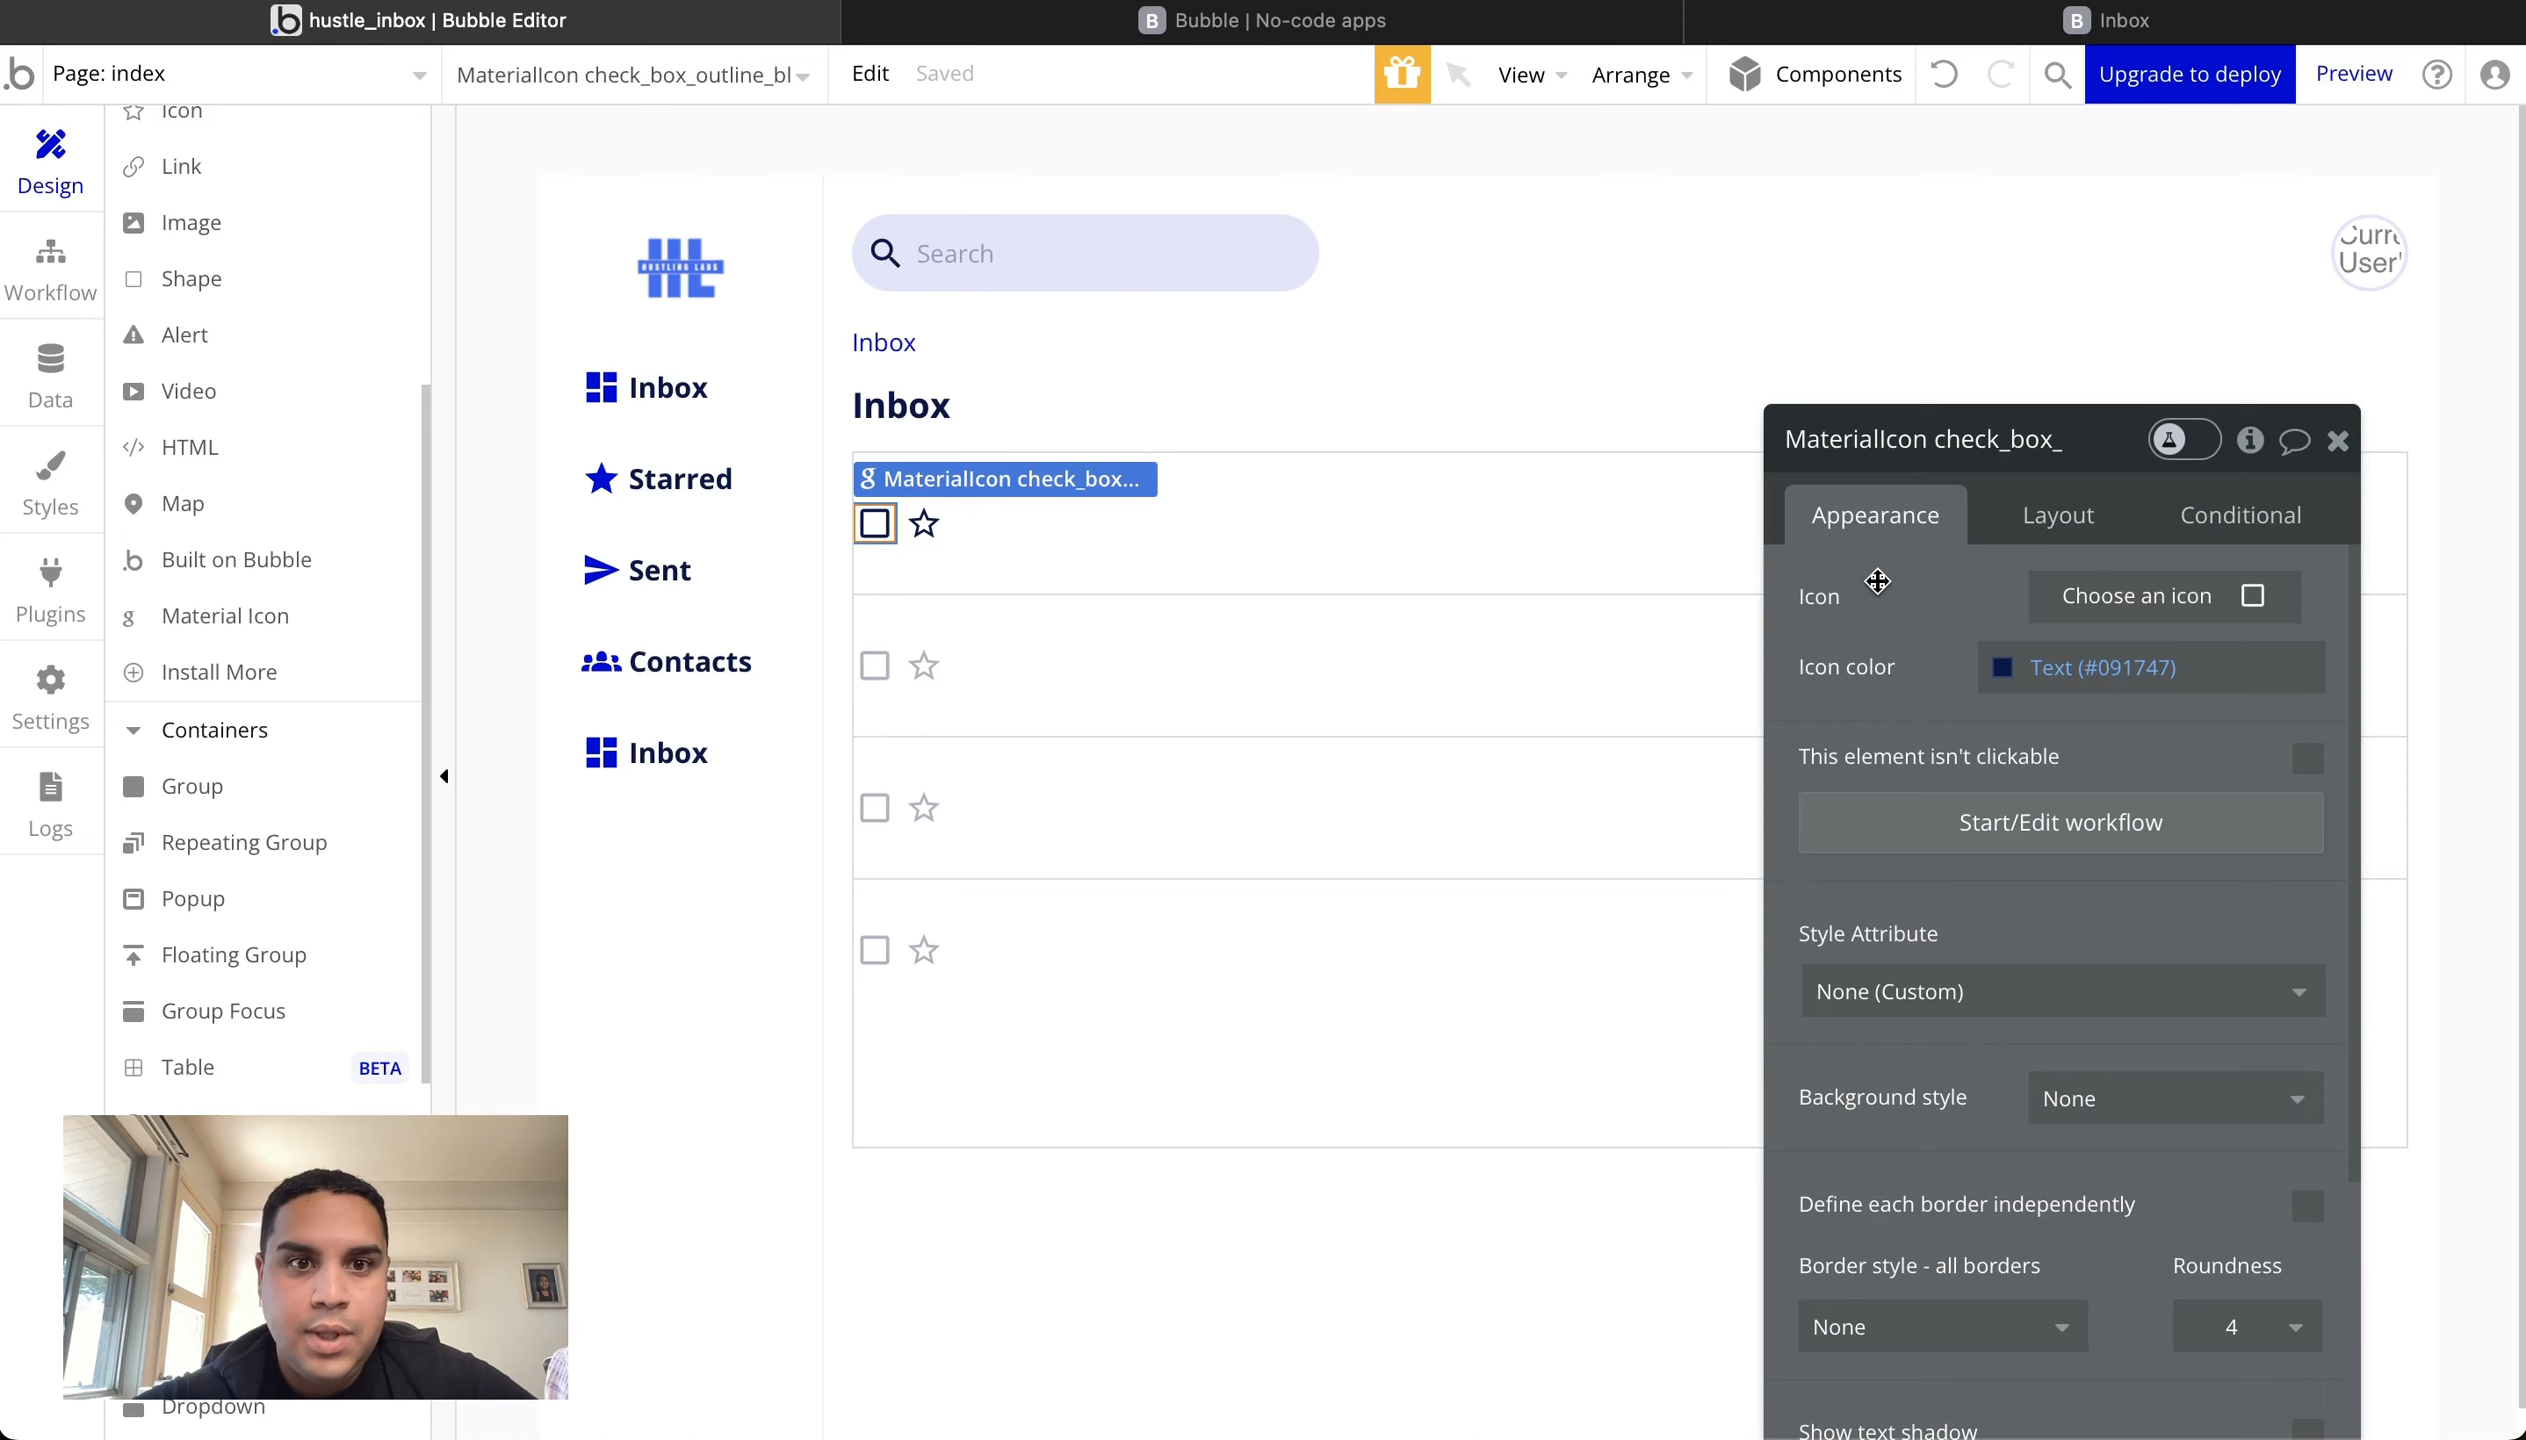 hustle_inbox | Bubble Editor
B Bubble | No-code apps
B Inbox
Page: index
MaterialIcon check_box_outline_bl
Edit
Saved
View
Arrange
Components
Upgrade to deploy
Preview
Design
Workflow
Data
Styles
Plugins
Settings
Logs
Icon
Link
Image
Shape
Alert
Video
HTML
Map
Built on Bubble
Material Icon
Install More
Containers
Group
Repeating Group
Popup
Floating Group
Group Focus
Table BETA
Dropdown
HUSTLING LABS
Inbox
Starred
Sent
Contacts
Inbox
Search
Curre
User'
Inbox
Inbox
g MaterialIcon check_box...
MaterialIcon check_box_
Appearance
Layout
Conditional
Icon
Choose an icon
Icon color
Text (#091747)
This element isn't clickable
Start/Edit workflow
Style Attribute
None (Custom)
Background style
None
Define each border independently
Border style - all borders
Roundness
None
4
Show text shadow